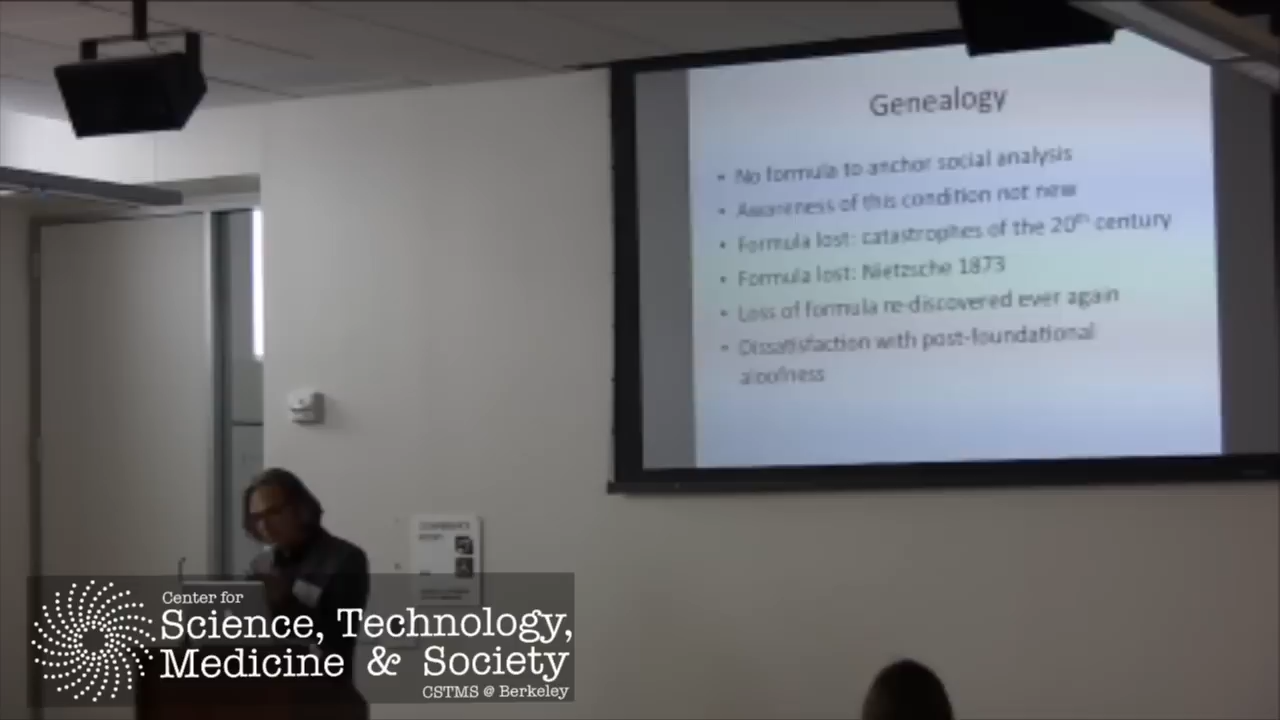 Genealogy
• No formula to anchor social analysis
• Awareness of this condition not new
• Formula lost: catastrophes of the 20th century
• Formula lost: Nietzsche 1873
• Loss of formula re-discovered ever again
• Dissatisfaction with post-foundational
aloofness
Center for
Science, Technology,
Medicine & Society
CSTMS @ Berkeley